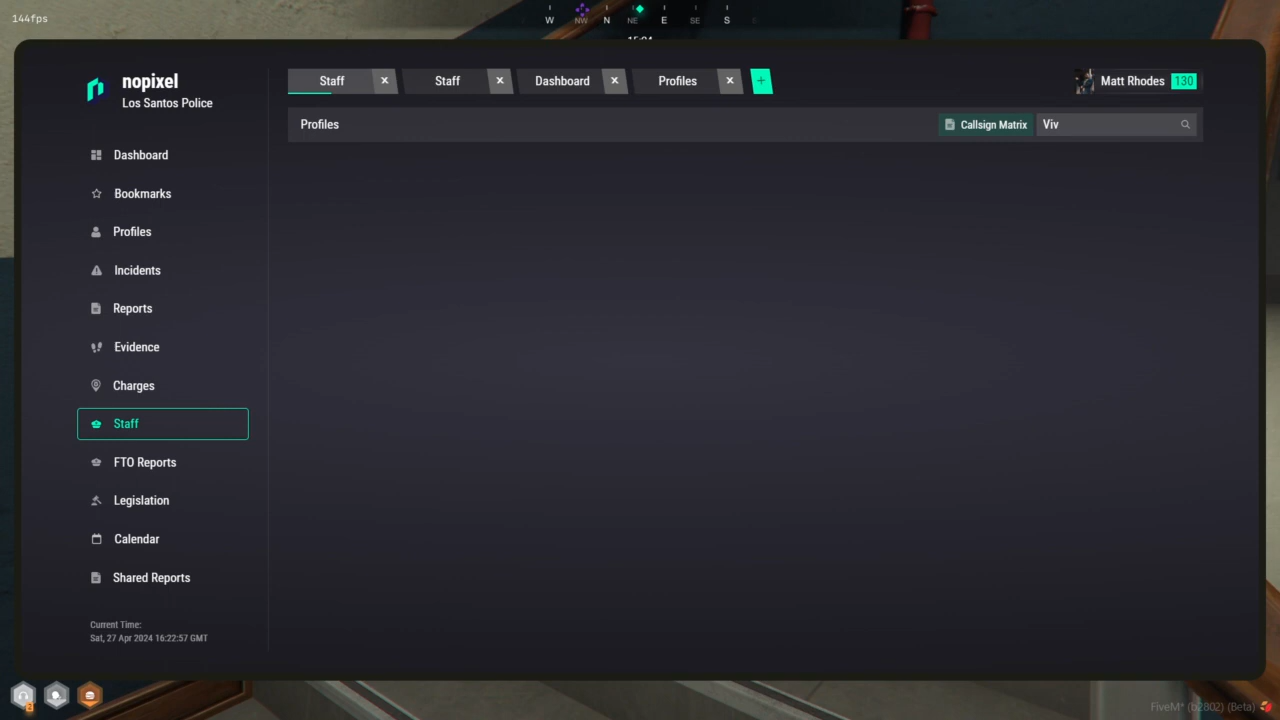 144fps
W NW N NE E SE S
nopixel
Los Santos Police
Staff
Staff
Dashboard
Profiles
+
Matt Rhodes 130
Profiles
Callsign Matrix
Viv
Dashboard
Bookmarks
Profiles
Incidents
Reports
Evidence
Charges
Staff
FTO Reports
Legislation
Calendar
Shared Reports
Current Time:
Sat, 27 Apr 2024 16:22:57 GMT
2
FiveM* (b2802) (Beta)